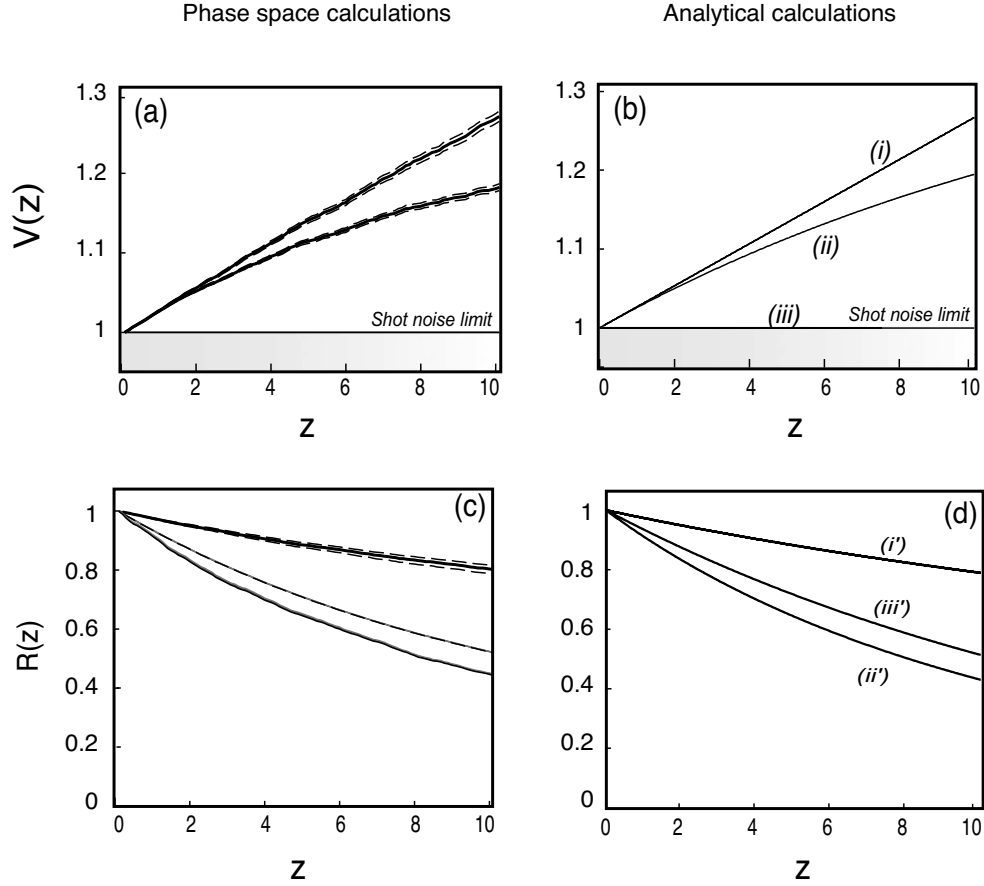 Phase space calculations
Analytical calculations
(a)
1.3
1.2
1.1
1
V(z)
Shot noise limit
0 2 4 6 8 10
z
(b)
1.3
1.2
1.1
1
(i)
(ii)
(iii)
Shot noise limit
0 2 4 6 8 10
z
(c)
1
0.8
0.6
0.4
0.2
0
R(z)
0 2 4 6 8 10
z
(d)
1
0.8
0.6
0.4
0.2
0
(i')
(iii')
(ii')
0 2 4 6 8 10
z